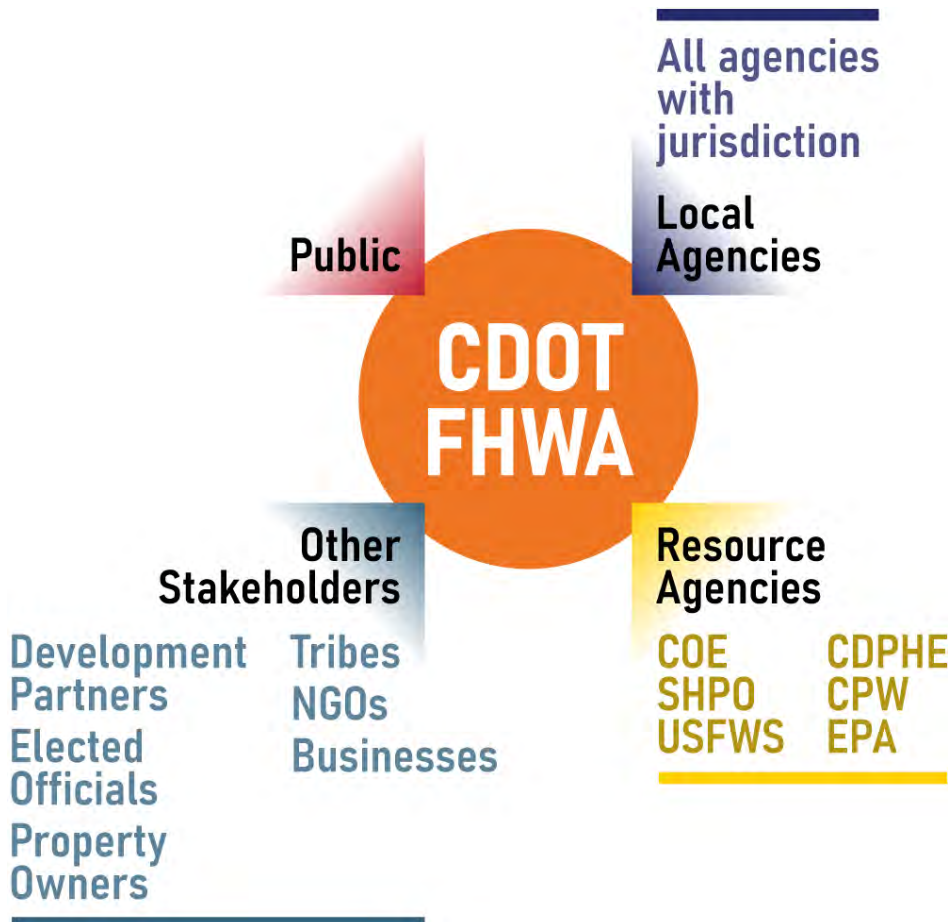 All agencies
with
jurisdiction
Local
Agencies
Public
CDOT
FHWA
Other
Stakeholders
Development
Partners
Elected
Officials
Property
Owners
Tribes
NGOs
Businesses
Resource
Agencies
COE
SHPO
USFWS
CDPHE
CPW
EPA